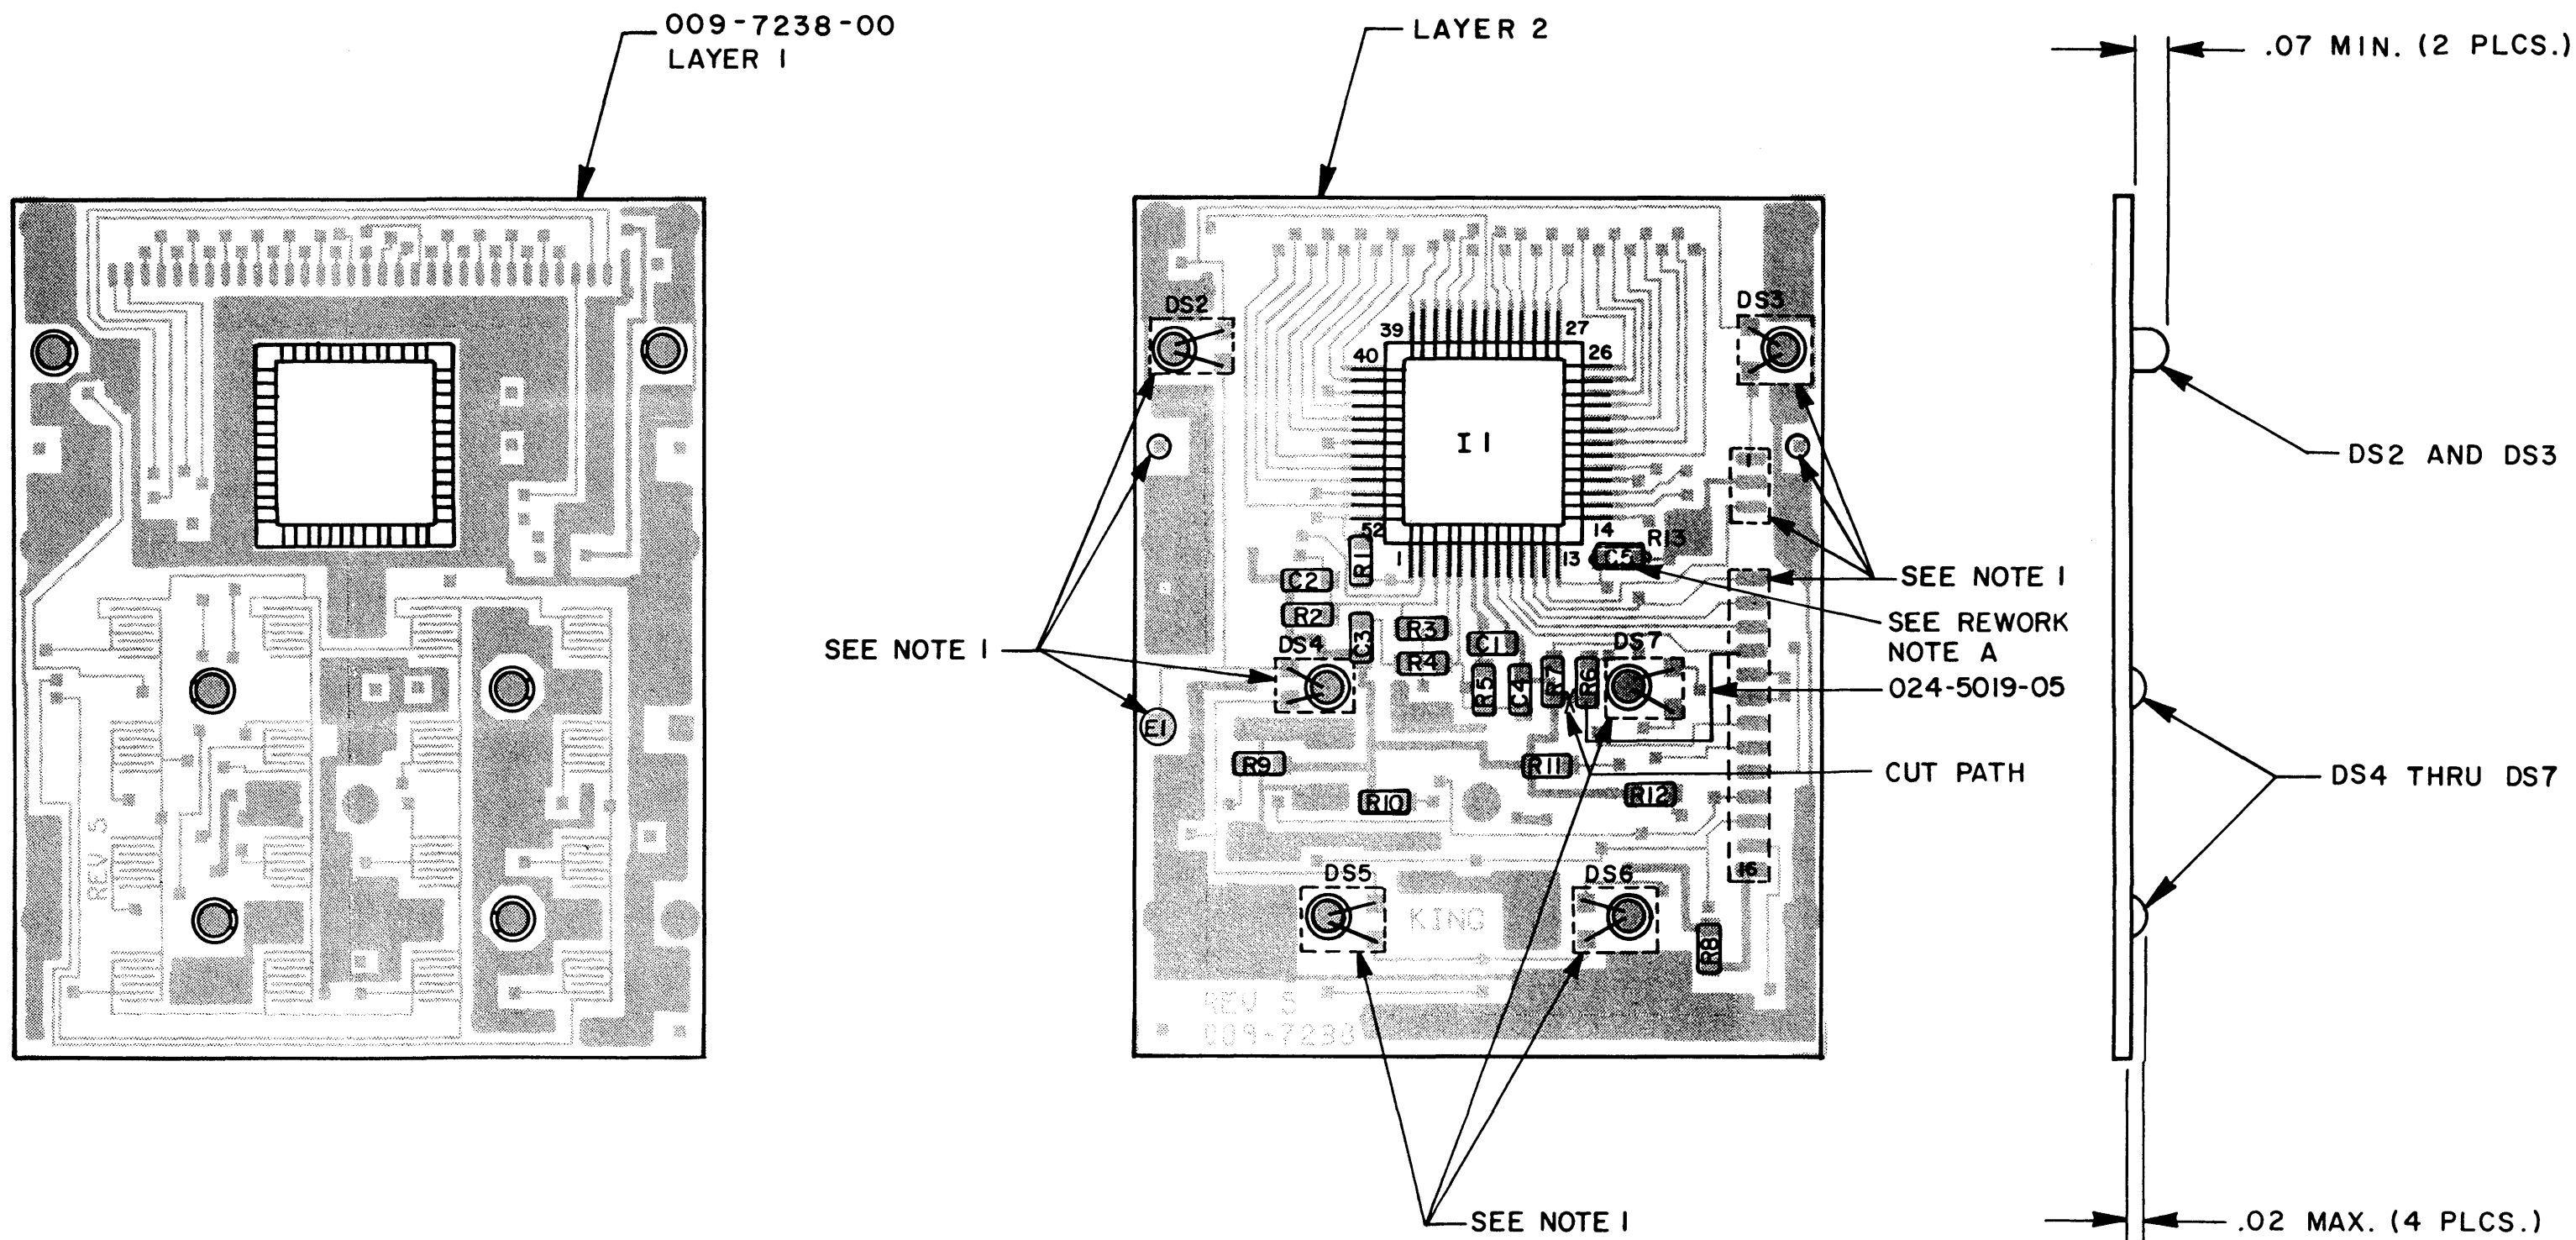 009-7238-00
LAYER 1
LAYER 2
.07 MIN. (2 PLCS.)
DS2
DS3
39
27
40
26
I1
DS2 AND DS3
1
52
14
R13
1
13
C5
R1
C2
SEE NOTE 1
R2
C3
R3
C1
DS7
SEE REWORK
NOTE A
SEE NOTE 1
DS4
R4
R5
C4
R7
R6
024-5019-05
E1
R9
R11
CUT PATH
DS4 THRU DS7
R10
R12
REV 5
16
DS5
DS6
KING
R8
REV 5
009-7238
SEE NOTE 1
.02 MAX. (4 PLCS.)